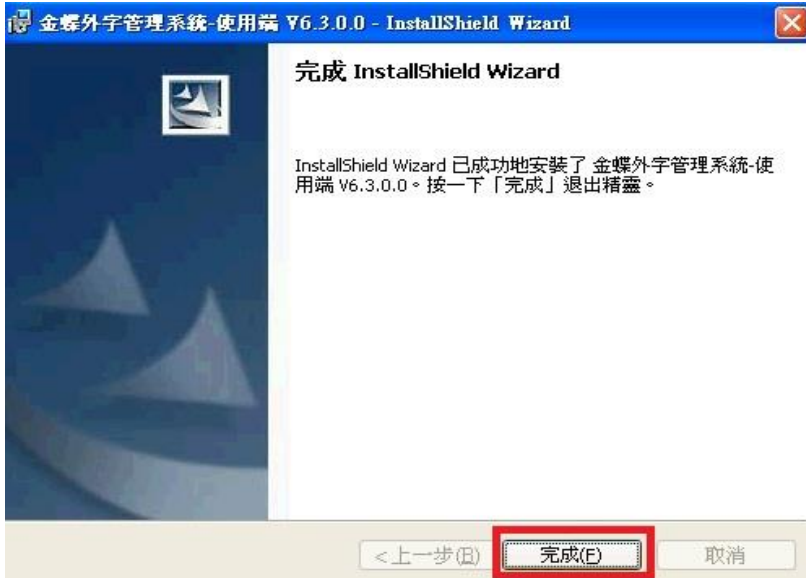 金蝶外字管理系統-使用端 V6.3.0.0 - InstallShield Wizard
完成 InstallShield Wizard
InstallShield Wizard 已成功地安裝了 金蝶外字管理系統-使
用端 V6.3.0.0。按一下「完成」退出精靈。
<上一步(B) 完成(F) 取消